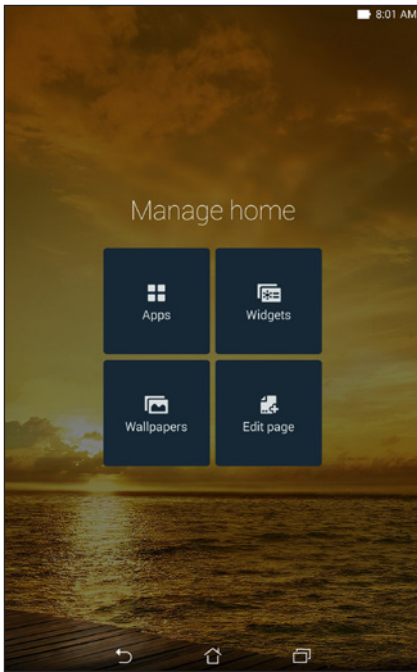 8:01 AM
Manage home
Apps
Widgets
Wallpapers
Edit page